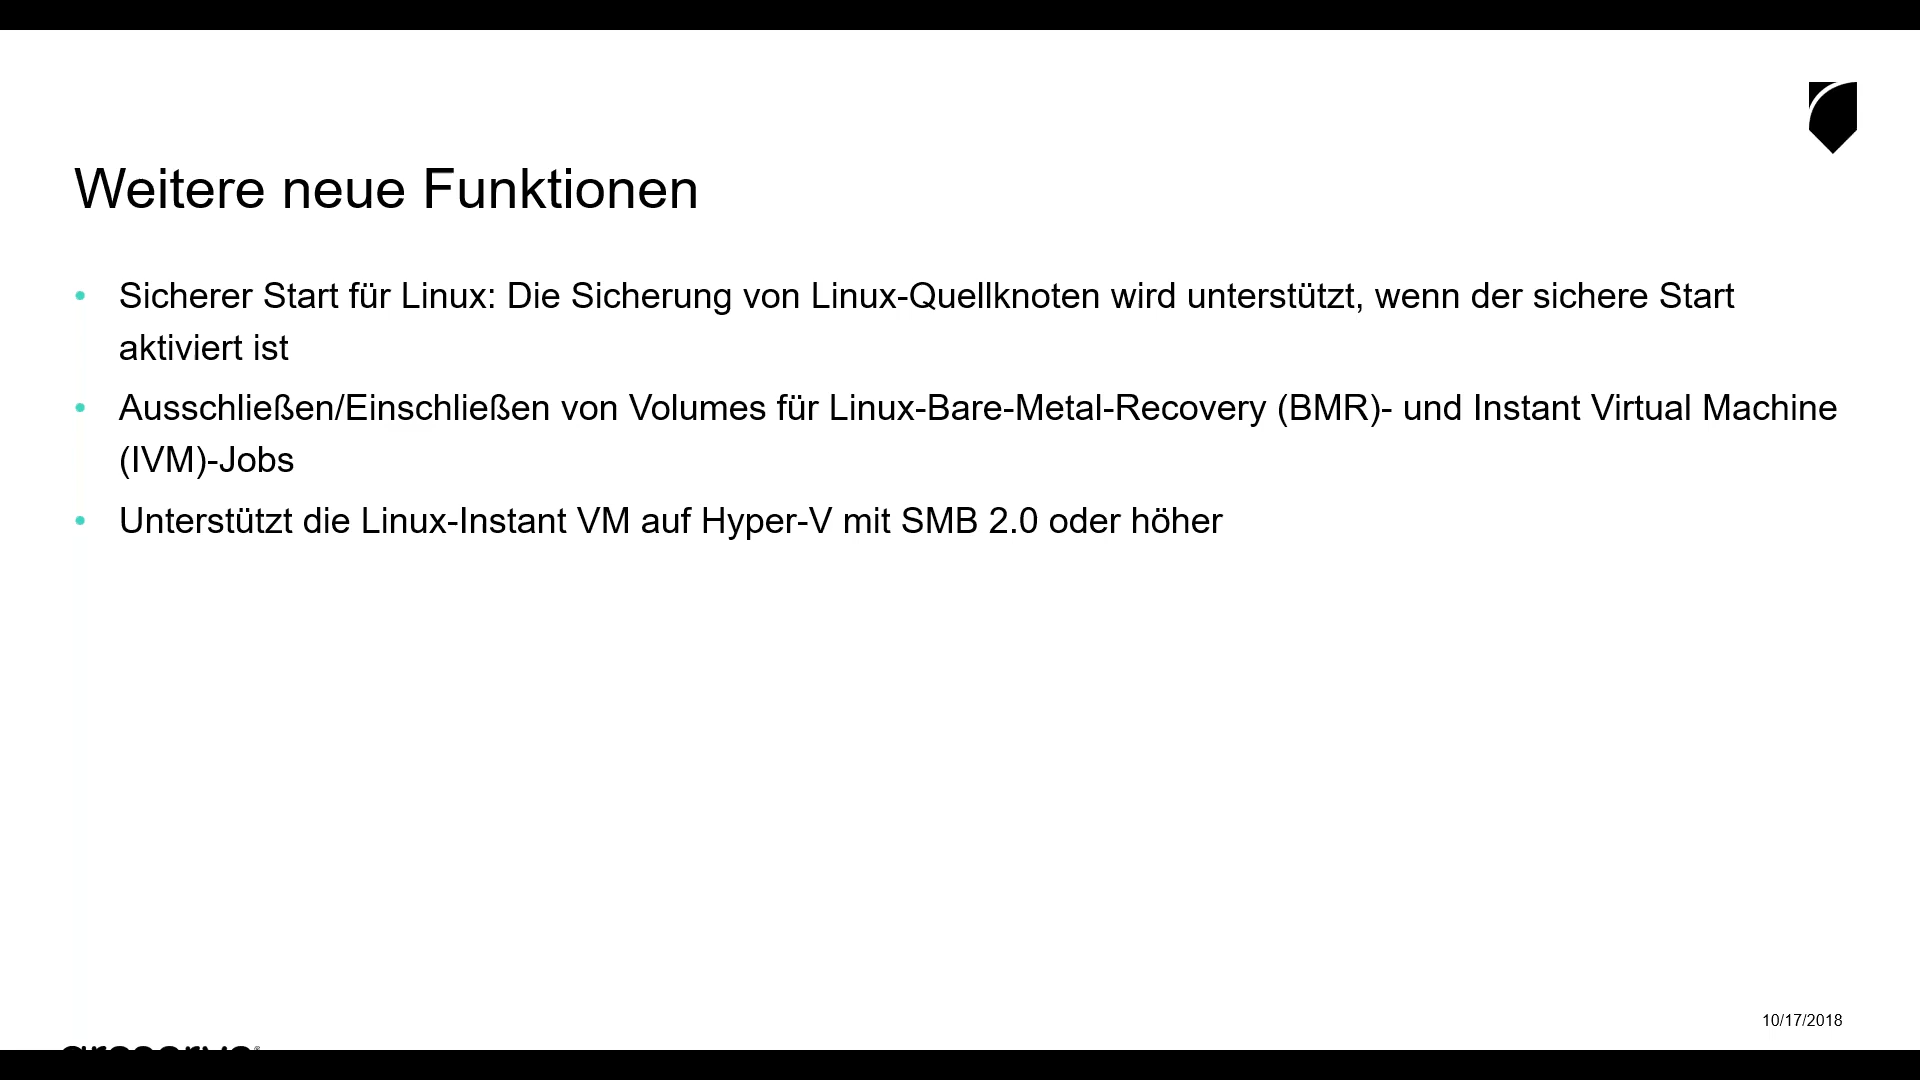 Weitere neue Funktionen
• Sicherer Start für Linux: Die Sicherung von Linux-Quellknoten wird unterstützt, wenn der sichere Start
aktiviert ist
• Ausschließen/Einschließen von Volumes für Linux-Bare-Metal-Recovery (BMR)- und Instant Virtual Machine
(IVM)-Jobs
• Unterstützt die Linux-Instant VM auf Hyper-V mit SMB 2.0 oder höher
10/17/2018